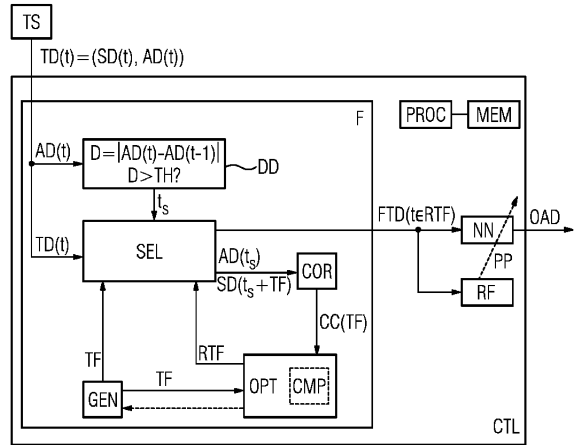 TS
TD(t)=(SD(t), AD(t))
F
PROC
MEM
AD(t)
D=|AD(t)-AD(t-1)|
D>TH?
DD
t_s
FTD(t∈RTF)
NN
OAD
TD(t)
SEL
AD(t_s)
SD(t_s+TF)
COR
PP
RF
CC(TF)
TF
RTF
TF
OPT
CMP
GEN
CTL